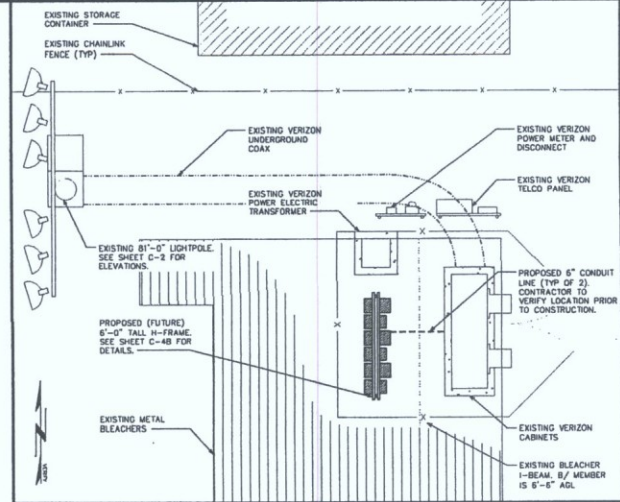 EXISTING STORAGE
CONTAINER
EXISTING CHAINLINK
FENCE (TYP)
EXISTING VERIZON
UNDERGROUND
COAX
EXISTING VERIZON
POWER METER AND
DISCONNECT
EXISTING VERIZON
TELCO PANEL
EXISTING VERIZON
POWER ELECTRIC
TRANSFORMER
EXISTING 81'-0" LIGHTPOLE.
SEE SHEET C-2 FOR
ELEVATIONS.
PROPOSED 6" CONDUIT
LINE (TYP OF 2).
CONTRACTOR TO
VERIFY LOCATION PRIOR
TO CONSTRUCTION.
PROPOSED (FUTURE)
6'-0" TALL H-FRAME.
SEE SHEET C-4B FOR
DETAILS.
EXISTING METAL
BLEACHERS
EXISTING VERIZON
CABINETS
EXISTING BLEACHER
I-BEAM. B/ MEMBER
IS 6'-6" AGL
NORTH